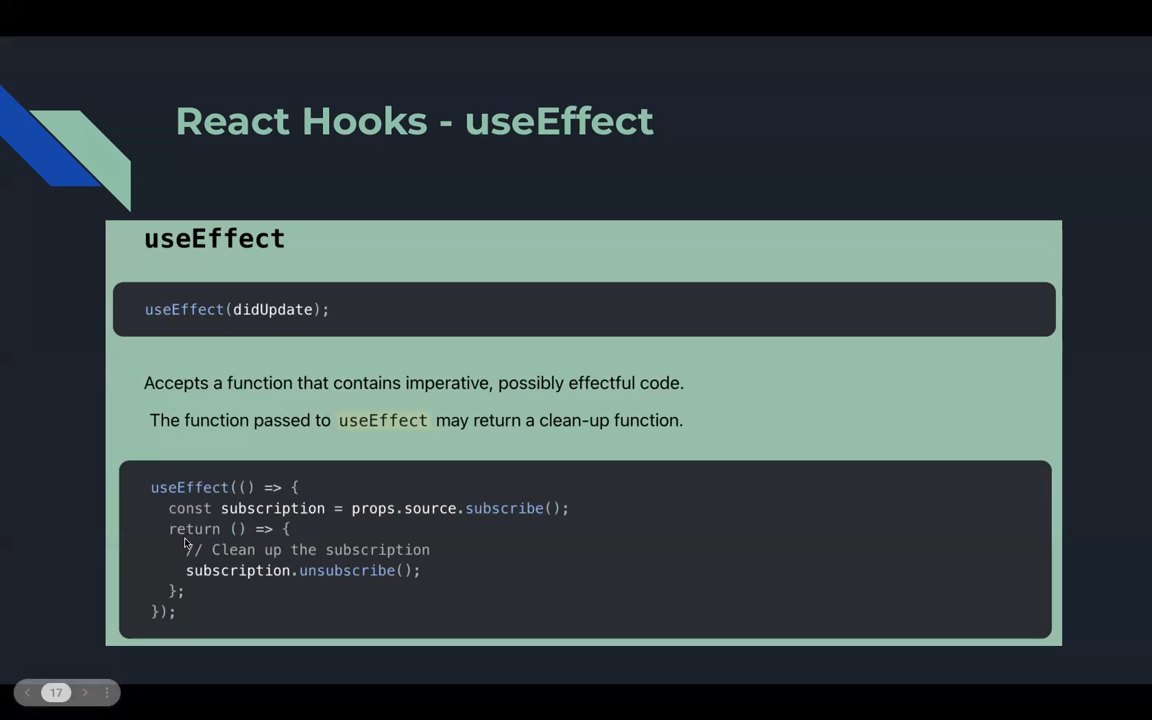 React Hooks - useEffect
useEffect
useEffect(didUpdate);
Accepts a function that contains imperative, possibly effectful code.
The function passed to useEffect may return a clean-up function.
useEffect(() => {
  const subscription = props.source.subscribe();
  return () => {
    // Clean up the subscription
    subscription.unsubscribe();
  };
});
17